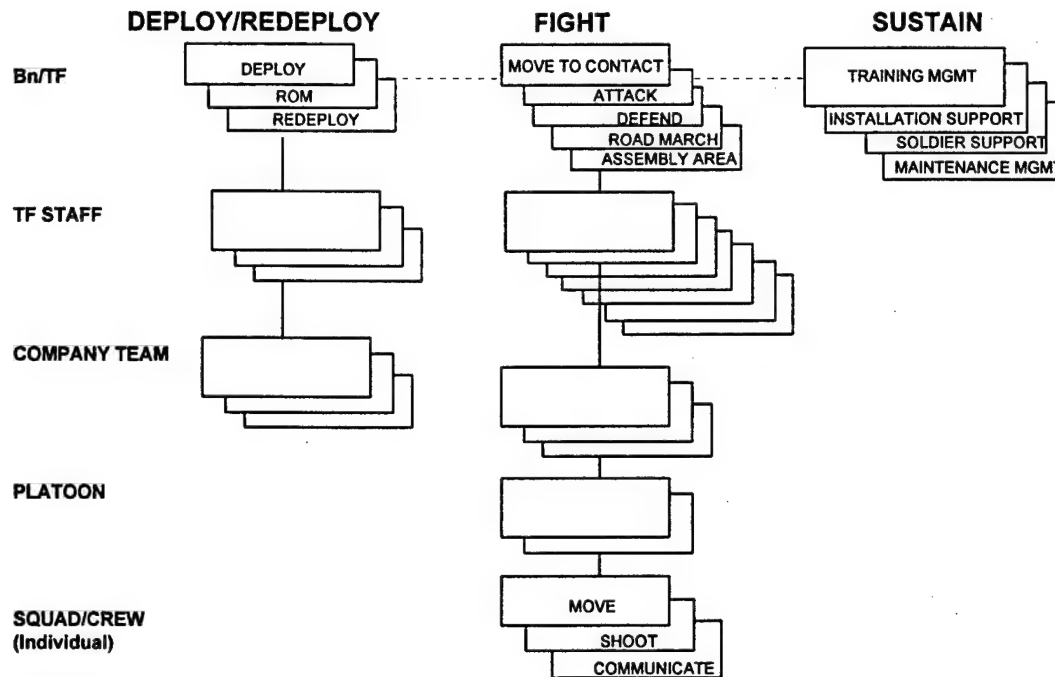 DEPLOY/REDEPLOY FIGHT SUSTAIN
Bn/TF
DEPLOY
ROM
REDEPLOY
MOVE TO CONTACT
ATTACK
DEFEND
ROAD MARCH
ASSEMBLY AREA
TRAINING MGMT
INSTALLATION SUPPORT
SOLDIER SUPPORT
MAINTENANCE MGMT
TF STAFF
COMPANY TEAM
PLATOON
SQUAD/CREW
(Individual)
MOVE
SHOOT
COMMUNICATE